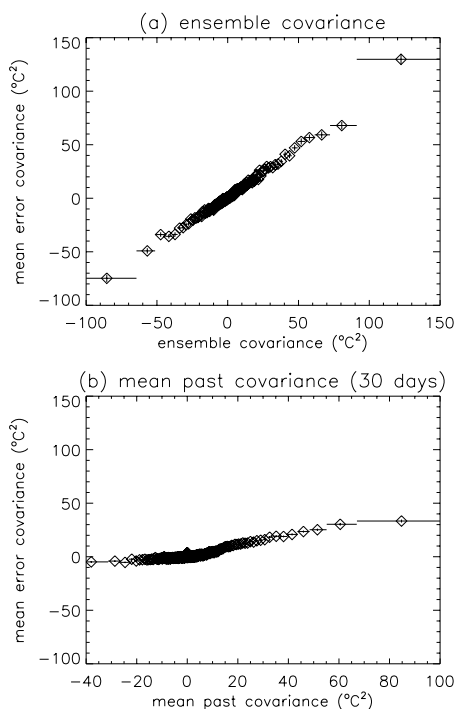 (a) ensemble covariance
150
100
50
0
−50
−100
mean error covariance (°C²)
−100 −50 0 50 100 150
ensemble covariance (°C²)
(b) mean past covariance (30 days)
150
100
50
0
−50
−100
mean error covariance (°C²)
−40 −20 0 20 40 60 80 100
mean past covariance (°C²)